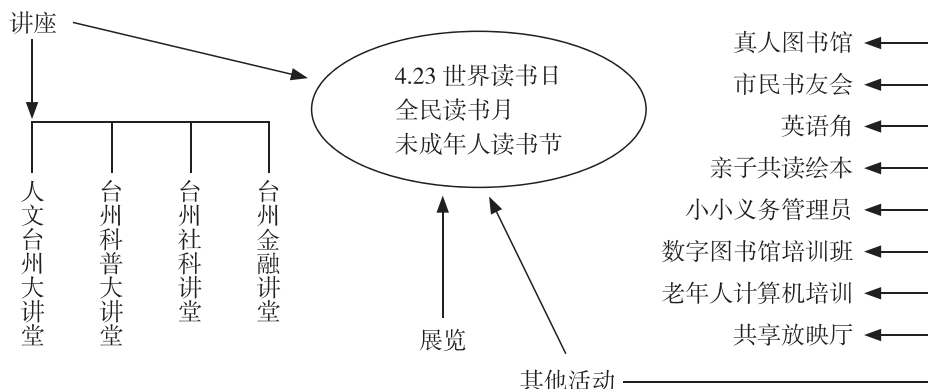 讲座
4.23 世界读书日
全民读书月
未成年人读书节
人文台州大讲堂
台州科普大讲堂
台州社科讲堂
台州金融讲堂
展览
其他活动
真人图书馆
市民书友会
英语角
亲子共读绘本
小小义务管理员
数字图书馆培训班
老年人计算机培训
共享放映厅